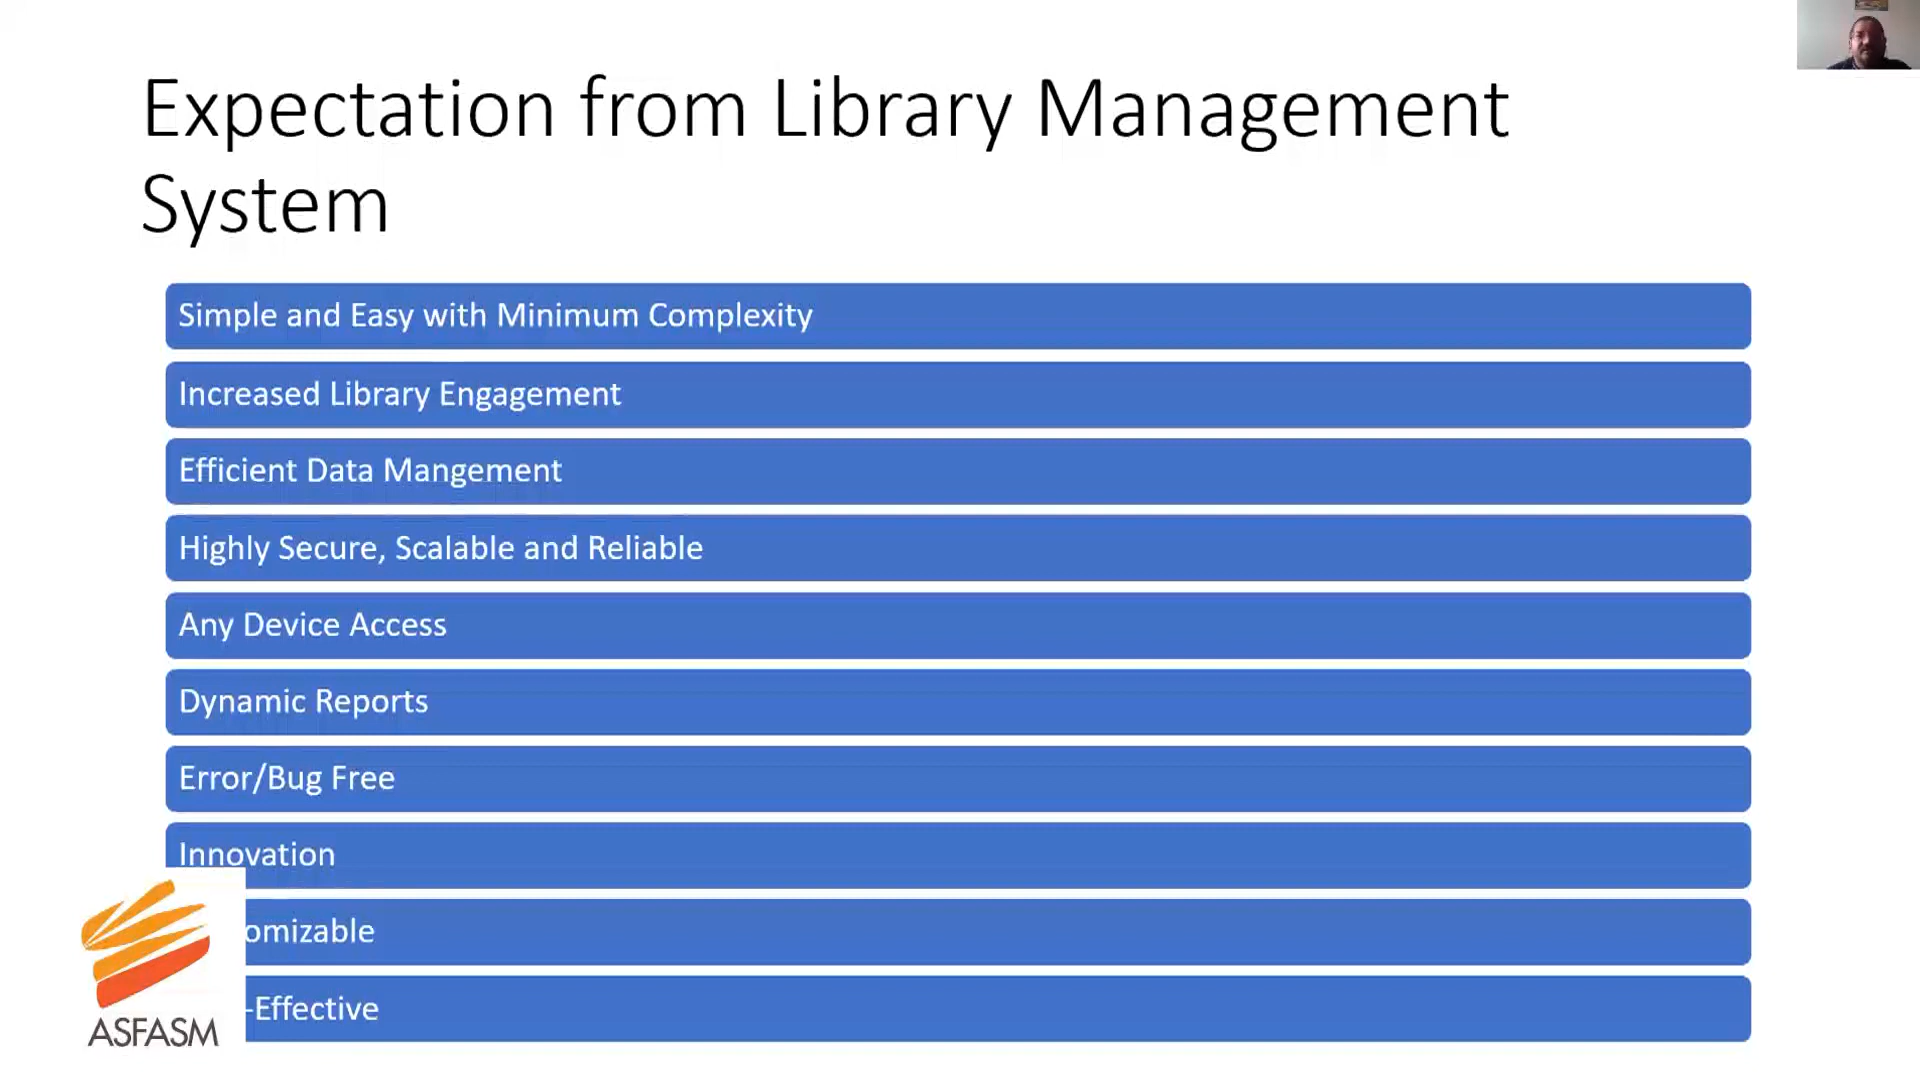 Expectation from Library Management
System
Simple and Easy with Minimum Complexity
Increased Library Engagement
Efficient Data Mangement
Highly Secure, Scalable and Reliable
Any Device Access
Dynamic Reports
Error/Bug Free
Innovation
omizable
-Effective
ASFASM